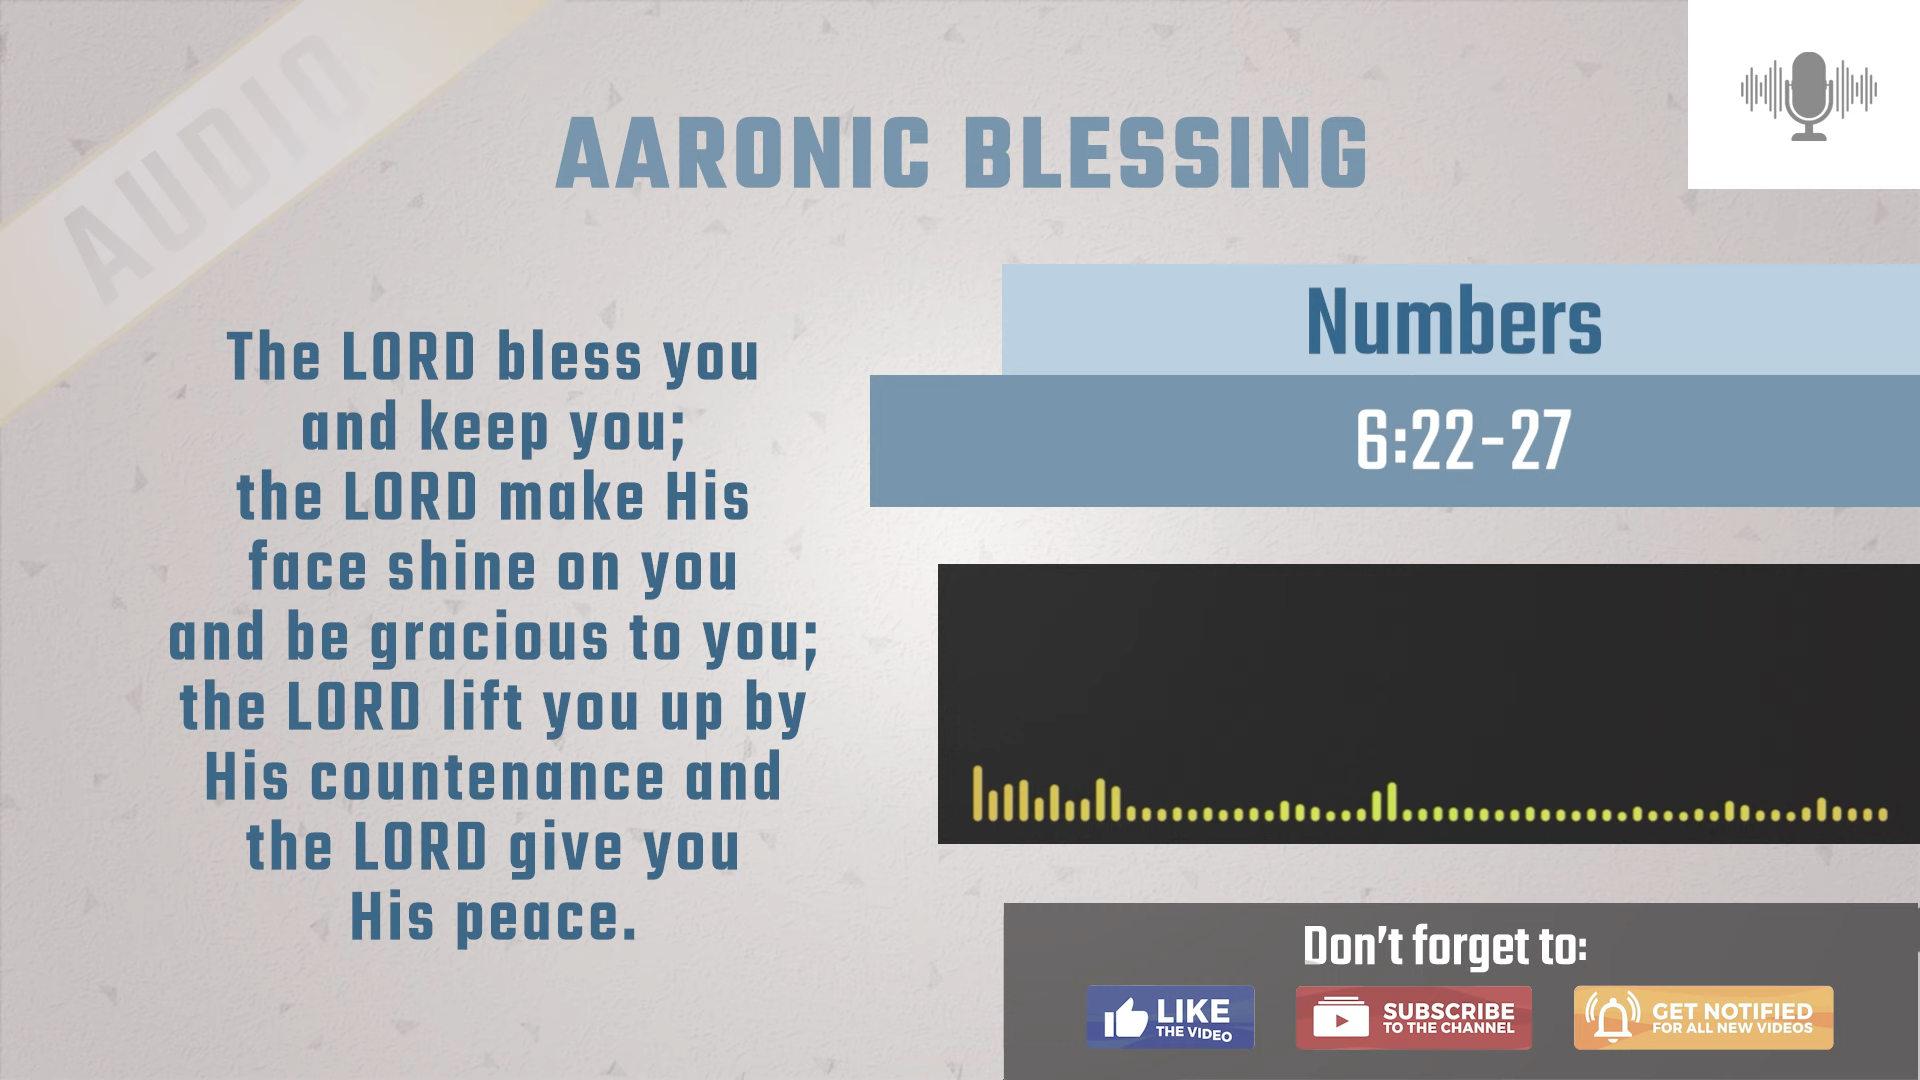 AUDIO
AARONIC BLESSING
The LORD bless you
and keep you;
the LORD make His
face shine on you
and be gracious to you;
the LORD lift you up by
His countenance and
the LORD give you
His peace.
Numbers
6:22-27
Don't forget to:
LIKE
THE VIDEO
SUBSCRIBE
TO THE CHANNEL
GET NOTIFIED
FOR ALL NEW VIDEOS